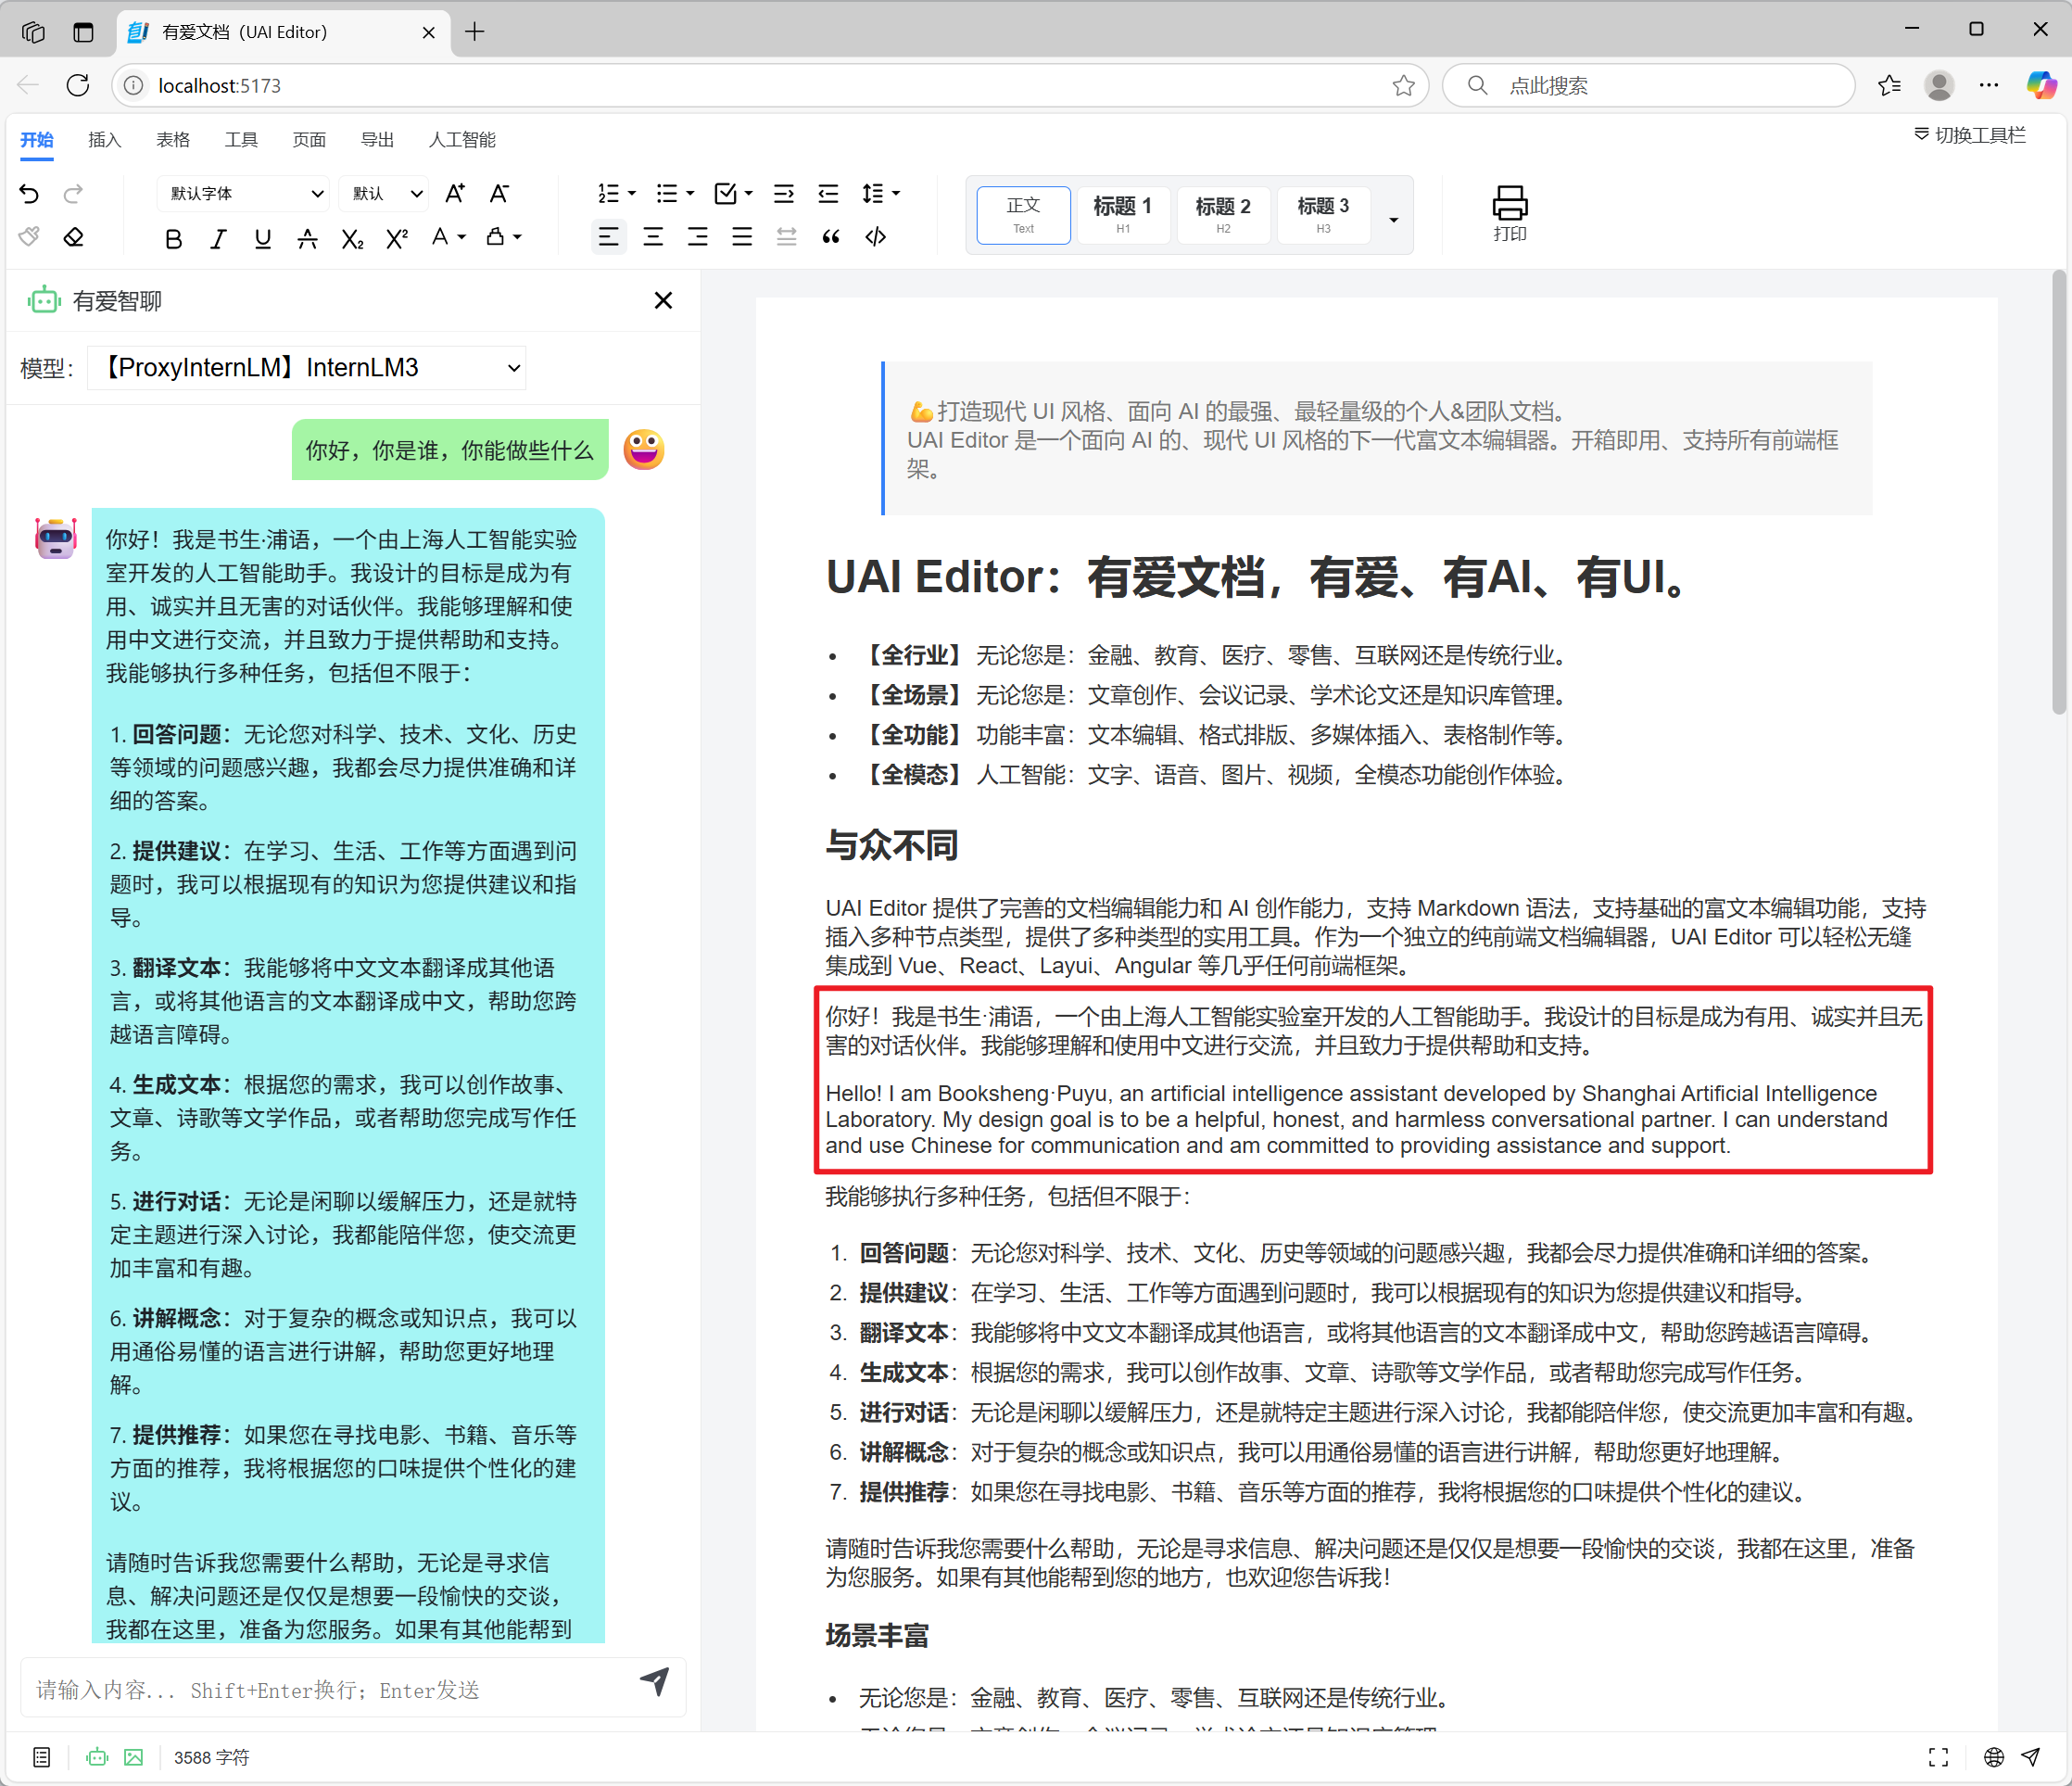 有爱文档（UAI Editor）
localhost:5173
点此搜索
开始 插入 表格 工具 页面 导出 人工智能
切换工具栏
默认字体 默认
正文 Text
标题 1 H1
标题 2 H2
标题 3 H3
打印
有爱智聊
模型： 【ProxyInternLM】InternLM3
你好，你是谁，你能做些什么
你好！我是书生·浦语，一个由上海人工智能实验
室开发的人工智能助手。我设计的目标是成为有
用、诚实并且无害的对话伙伴。我能够理解和使
用中文进行交流，并且致力于提供帮助和支持。
我能够执行多种任务，包括但不限于：
1. 回答问题：无论您对科学、技术、文化、历史
等领域的问题感兴趣，我都会尽力提供准确和详
细的答案。
2. 提供建议：在学习、生活、工作等方面遇到问
题时，我可以根据现有的知识为您提供建议和指
导。
3. 翻译文本：我能够将中文文本翻译成其他语
言，或将其他语言的文本翻译成中文，帮助您跨
越语言障碍。
4. 生成文本：根据您的需求，我可以创作故事、
文章、诗歌等文学作品，或者帮助您完成写作任
务。
5. 进行对话：无论是闲聊以缓解压力，还是就特
定主题进行深入讨论，我都能陪伴您，使交流更
加丰富和有趣。
6. 讲解概念：对于复杂的概念或知识点，我可以
用通俗易懂的语言进行讲解，帮助您更好地理
解。
7. 提供推荐：如果您在寻找电影、书籍、音乐等
方面的推荐，我将根据您的口味提供个性化的建
议。
请随时告诉我您需要什么帮助，无论是寻求信
息、解决问题还是仅仅是想要一段愉快的交谈，
我都在这里，准备为您服务。如果有其他能帮到
请输入内容... Shift+Enter换行；Enter发送
💪打造现代 UI 风格、面向 AI 的最强、最轻量级的个人&团队文档。
UAI Editor 是一个面向 AI 的、现代 UI 风格的下一代富文本编辑器。开箱即用、支持所有前端框
架。
UAI Editor：有爱文档，有爱、有AI、有UI。
• 【全行业】 无论您是：金融、教育、医疗、零售、互联网还是传统行业。
• 【全场景】 无论您是：文章创作、会议记录、学术论文还是知识库管理。
• 【全功能】 功能丰富：文本编辑、格式排版、多媒体插入、表格制作等。
• 【全模态】 人工智能：文字、语音、图片、视频，全模态功能创作体验。
与众不同
UAI Editor 提供了完善的文档编辑能力和 AI 创作能力，支持 Markdown 语法，支持基础的富文本编辑功能，支持
插入多种节点类型，提供了多种类型的实用工具。作为一个独立的纯前端文档编辑器，UAI Editor 可以轻松无缝
集成到 Vue、React、Layui、Angular 等几乎任何前端框架。
你好！我是书生·浦语，一个由上海人工智能实验室开发的人工智能助手。我设计的目标是成为有用、诚实并且无
害的对话伙伴。我能够理解和使用中文进行交流，并且致力于提供帮助和支持。
Hello! I am Booksheng·Puyu, an artificial intelligence assistant developed by Shanghai Artificial Intelligence
Laboratory. My design goal is to be a helpful, honest, and harmless conversational partner. I can understand
and use Chinese for communication and am committed to providing assistance and support.
我能够执行多种任务，包括但不限于：
1. 回答问题：无论您对科学、技术、文化、历史等领域的问题感兴趣，我都会尽力提供准确和详细的答案。
2. 提供建议：在学习、生活、工作等方面遇到问题时，我可以根据现有的知识为您提供建议和指导。
3. 翻译文本：我能够将中文文本翻译成其他语言，或将其他语言的文本翻译成中文，帮助您跨越语言障碍。
4. 生成文本：根据您的需求，我可以创作故事、文章、诗歌等文学作品，或者帮助您完成写作任务。
5. 进行对话：无论是闲聊以缓解压力，还是就特定主题进行深入讨论，我都能陪伴您，使交流更加丰富和有趣。
6. 讲解概念：对于复杂的概念或知识点，我可以用通俗易懂的语言进行讲解，帮助您更好地理解。
7. 提供推荐：如果您在寻找电影、书籍、音乐等方面的推荐，我将根据您的口味提供个性化的建议。
请随时告诉我您需要什么帮助，无论是寻求信息、解决问题还是仅仅是想要一段愉快的交谈，我都在这里，准备
为您服务。如果有其他能帮到您的地方，也欢迎您告诉我！
场景丰富
• 无论您是：金融、教育、医疗、零售、互联网还是传统行业。
3588 字符